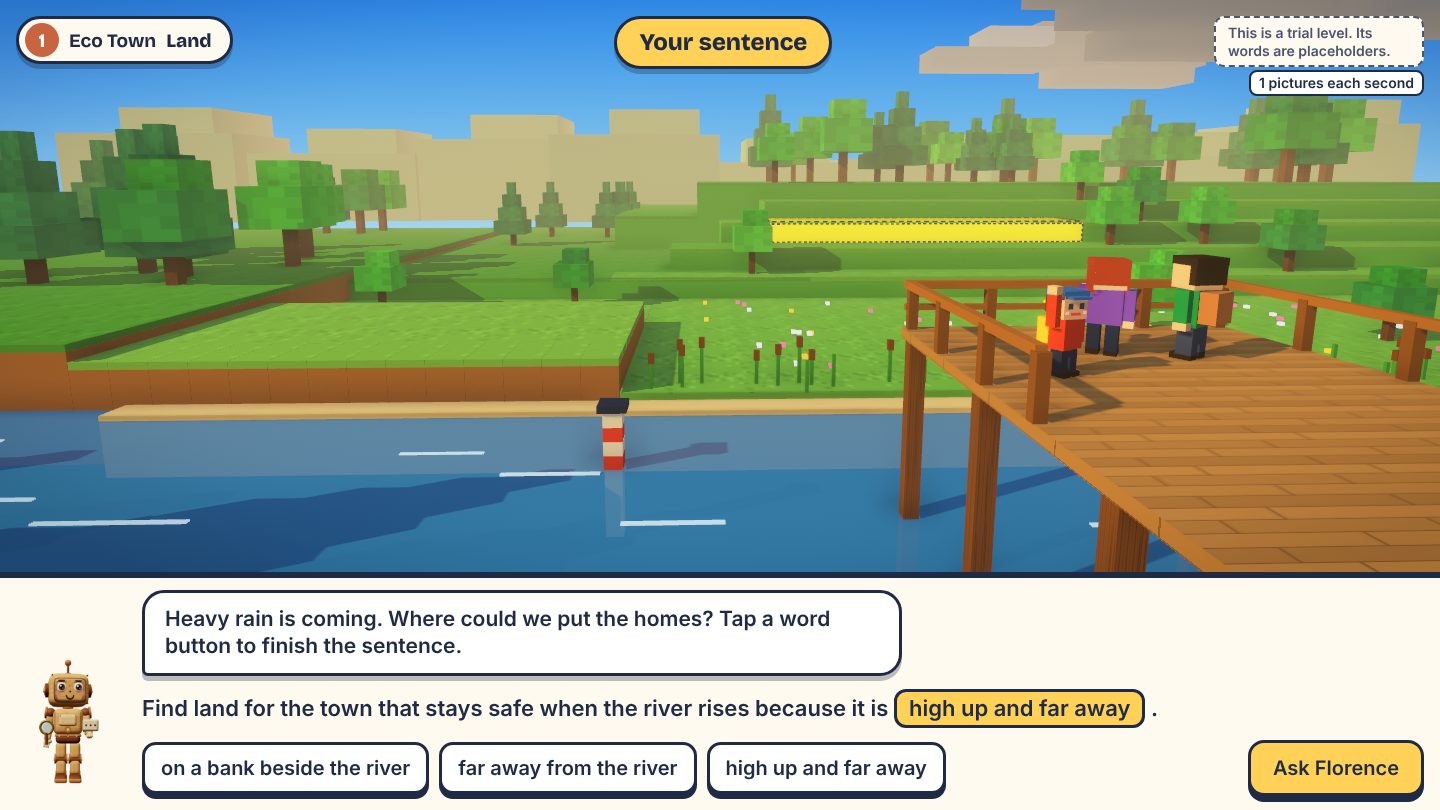 1 Eco Town Land
Your sentence
This is a trial level. Its
words are placeholders.
1 pictures each second
Heavy rain is coming. Where could we put the homes? Tap a word
button to finish the sentence.
Find land for the town that stays safe when the river rises because it is high up and far away .
on a bank beside the river
far away from the river
high up and far away
Ask Florence